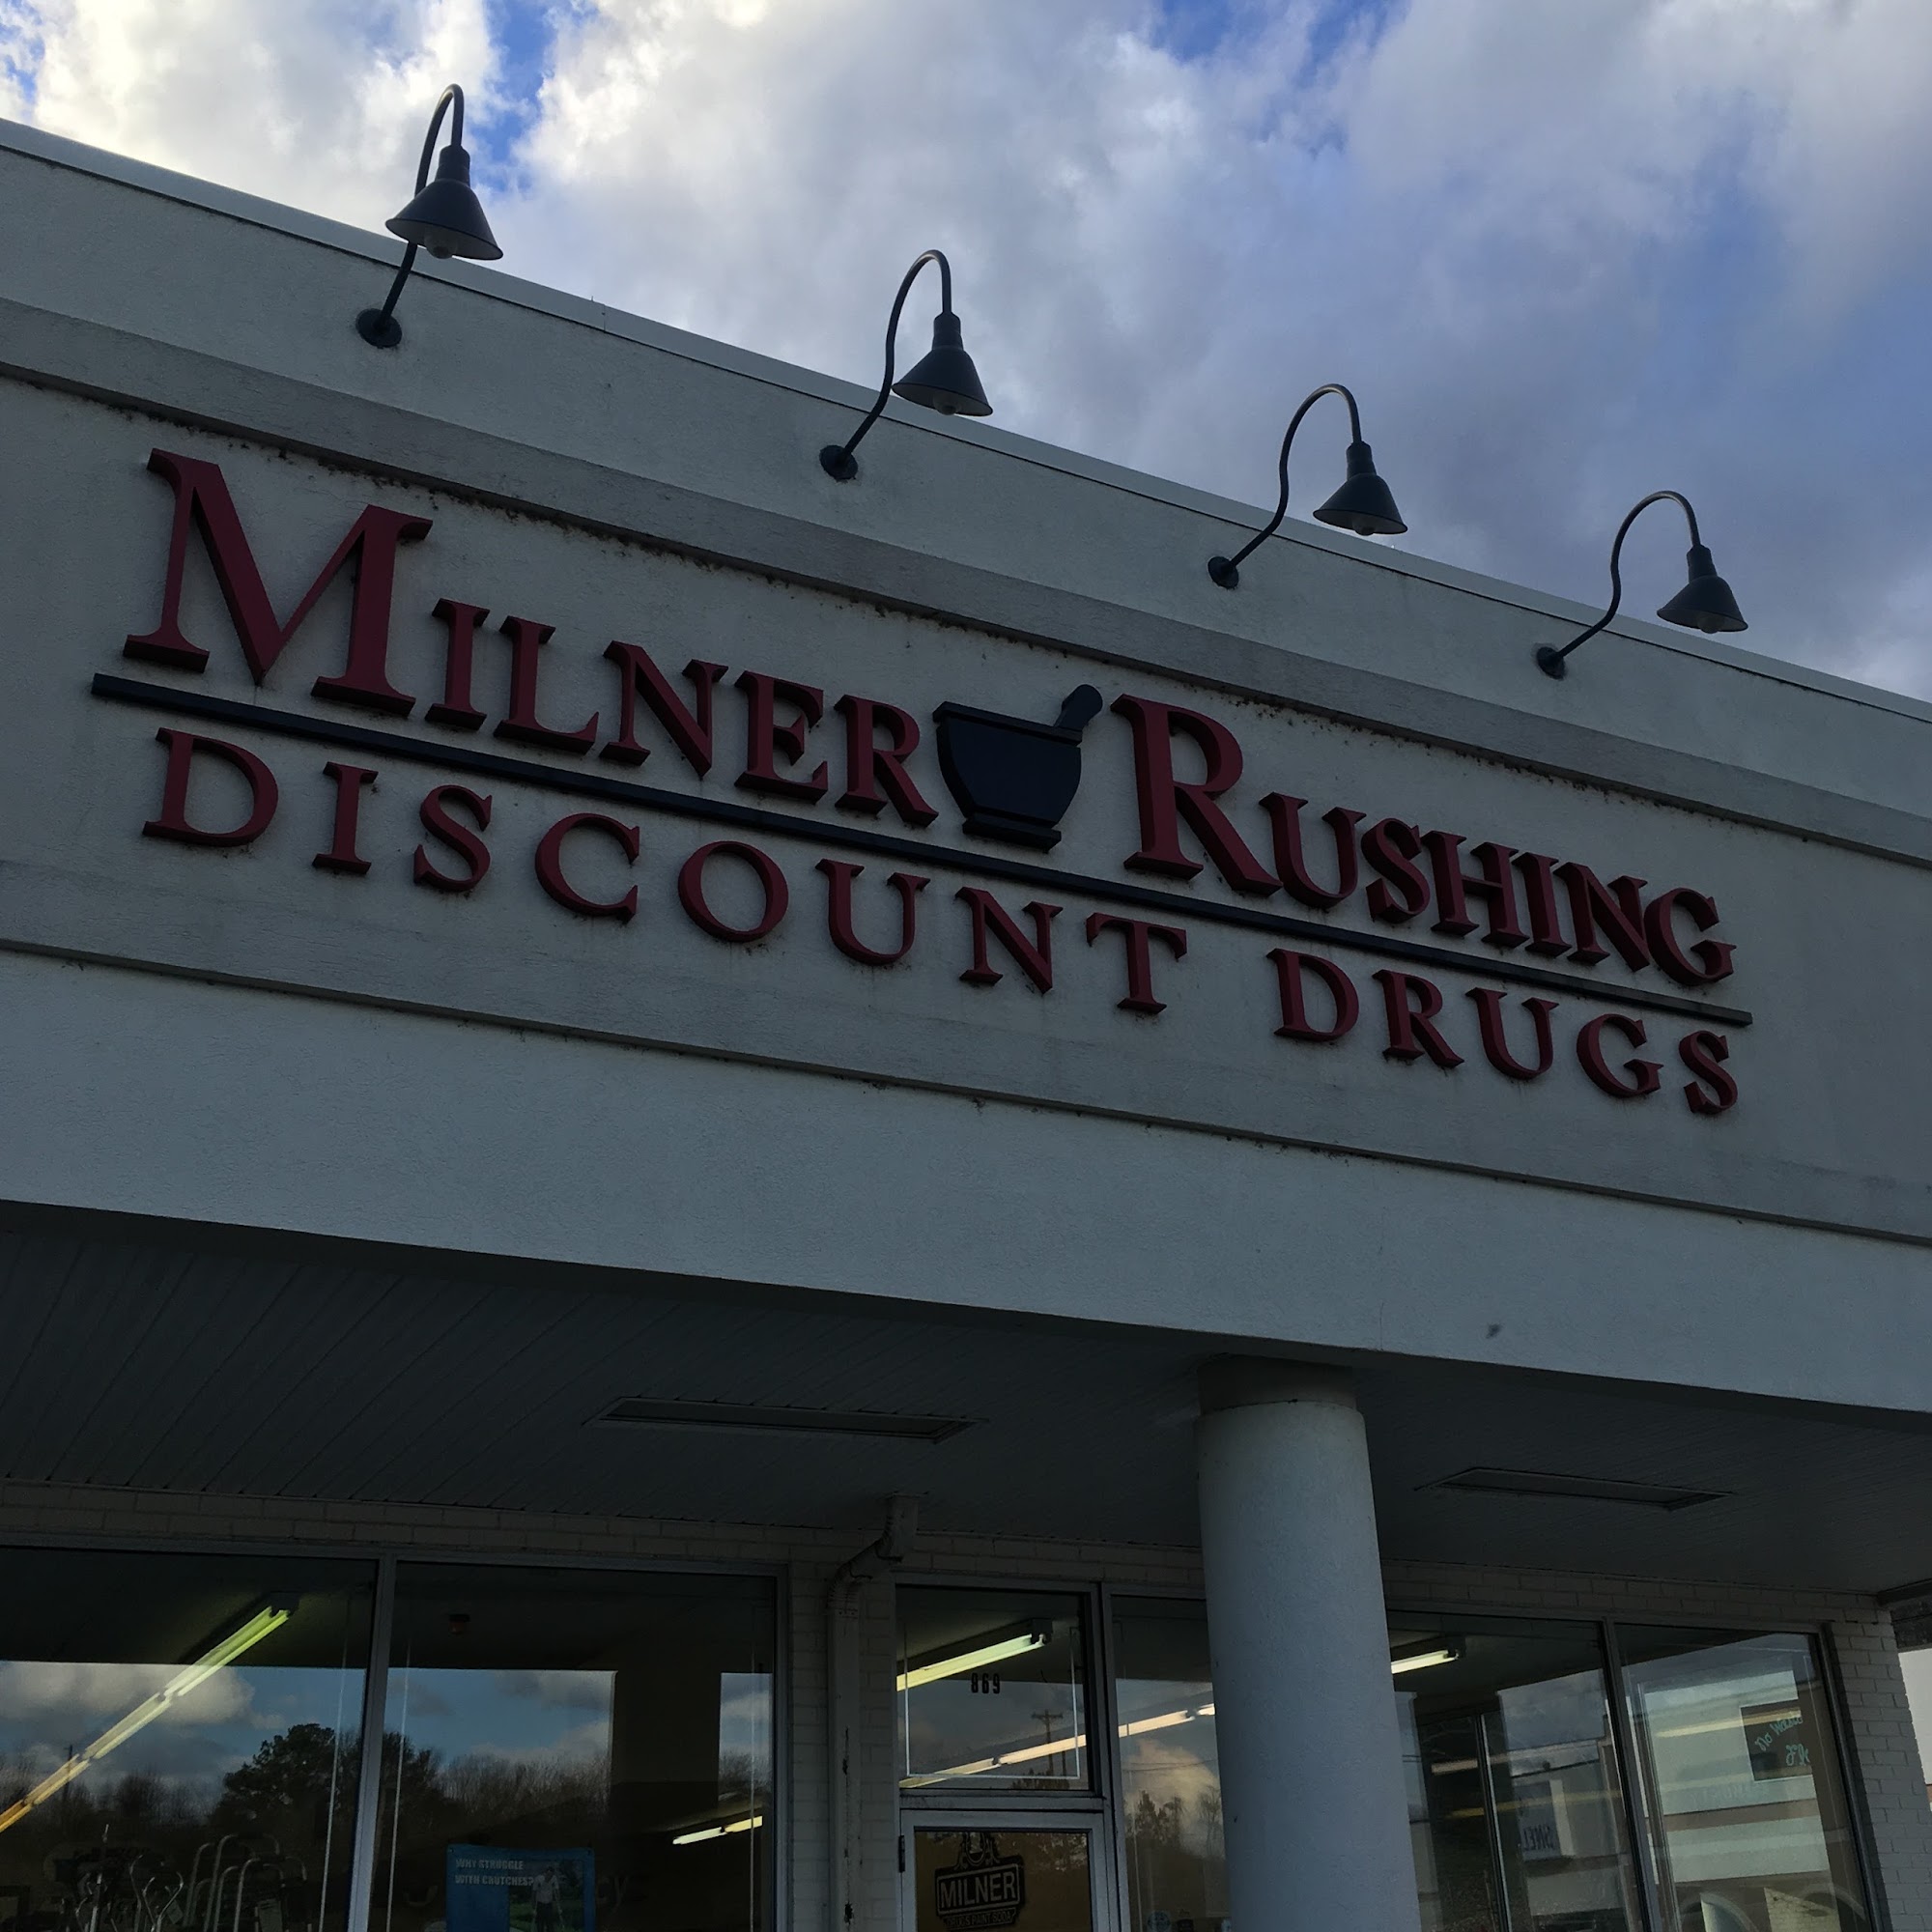 MILNER RUSHING
DISCOUNT DRUGS
869
WHY STRUGGLE
WITH CRUTCHES?
MILNER